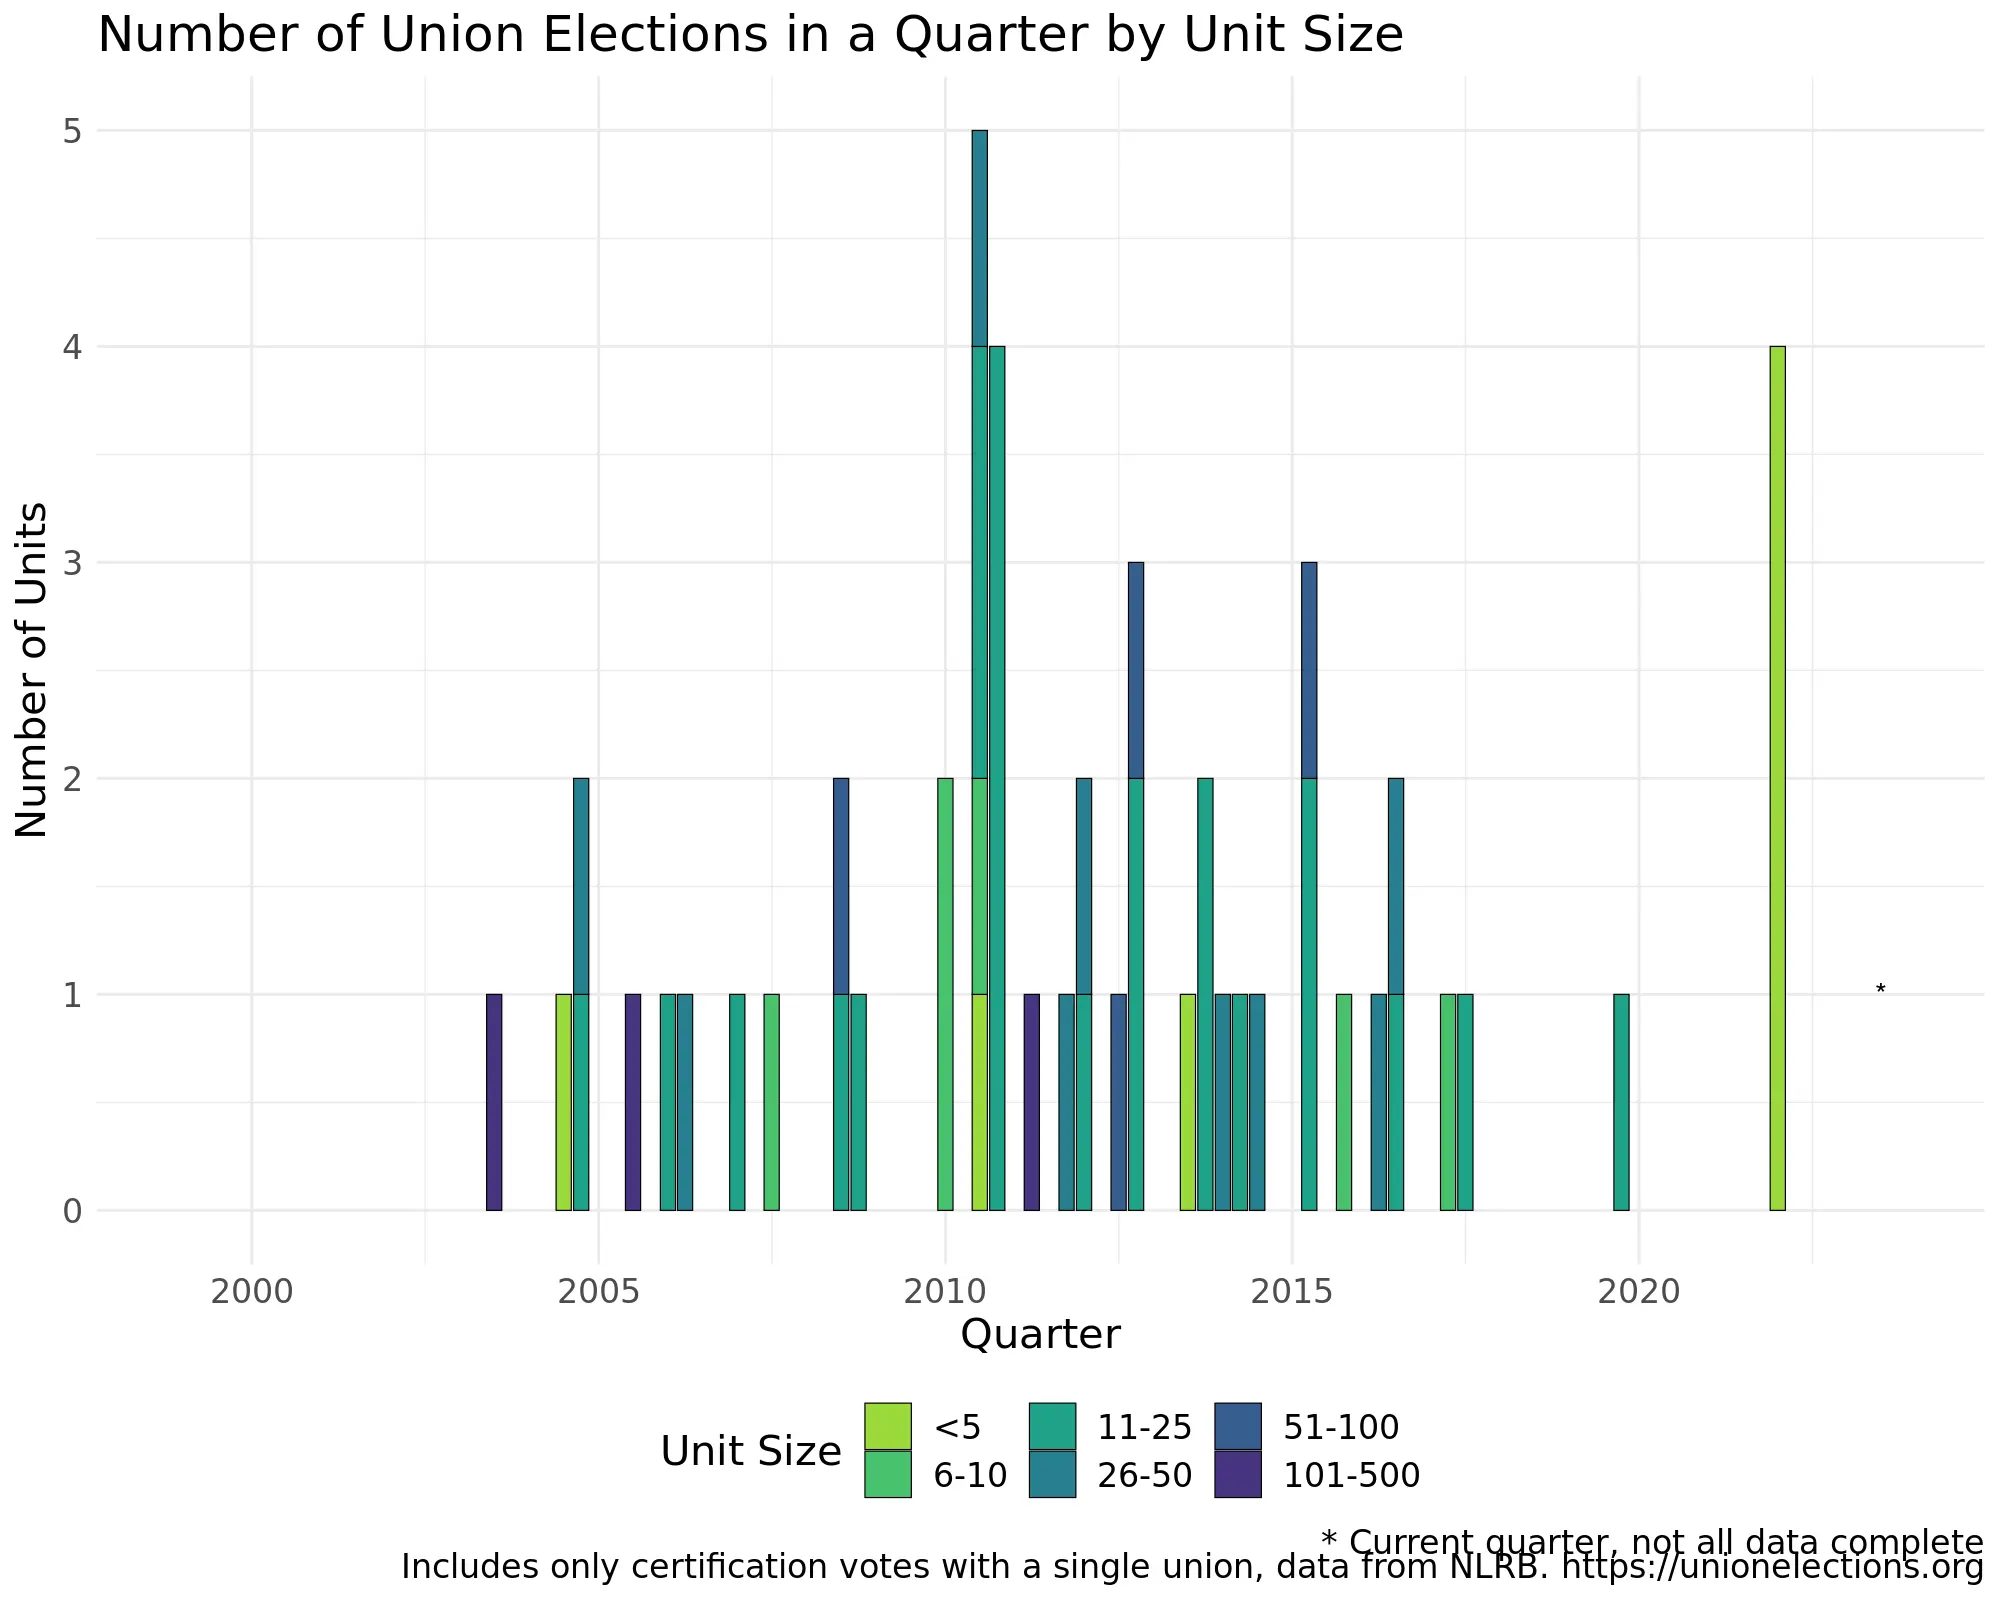 Number of Union Elections in a Quarter by Unit Size
Number of Units
5
4
3
2
1
0
*
2000 2005 2010 2015 2020
Quarter
Unit Size
<5 11-25 51-100
6-10 26-50 101-500
* Current quarter, not all data complete
Includes only certification votes with a single union, data from NLRB. https://unionelections.org